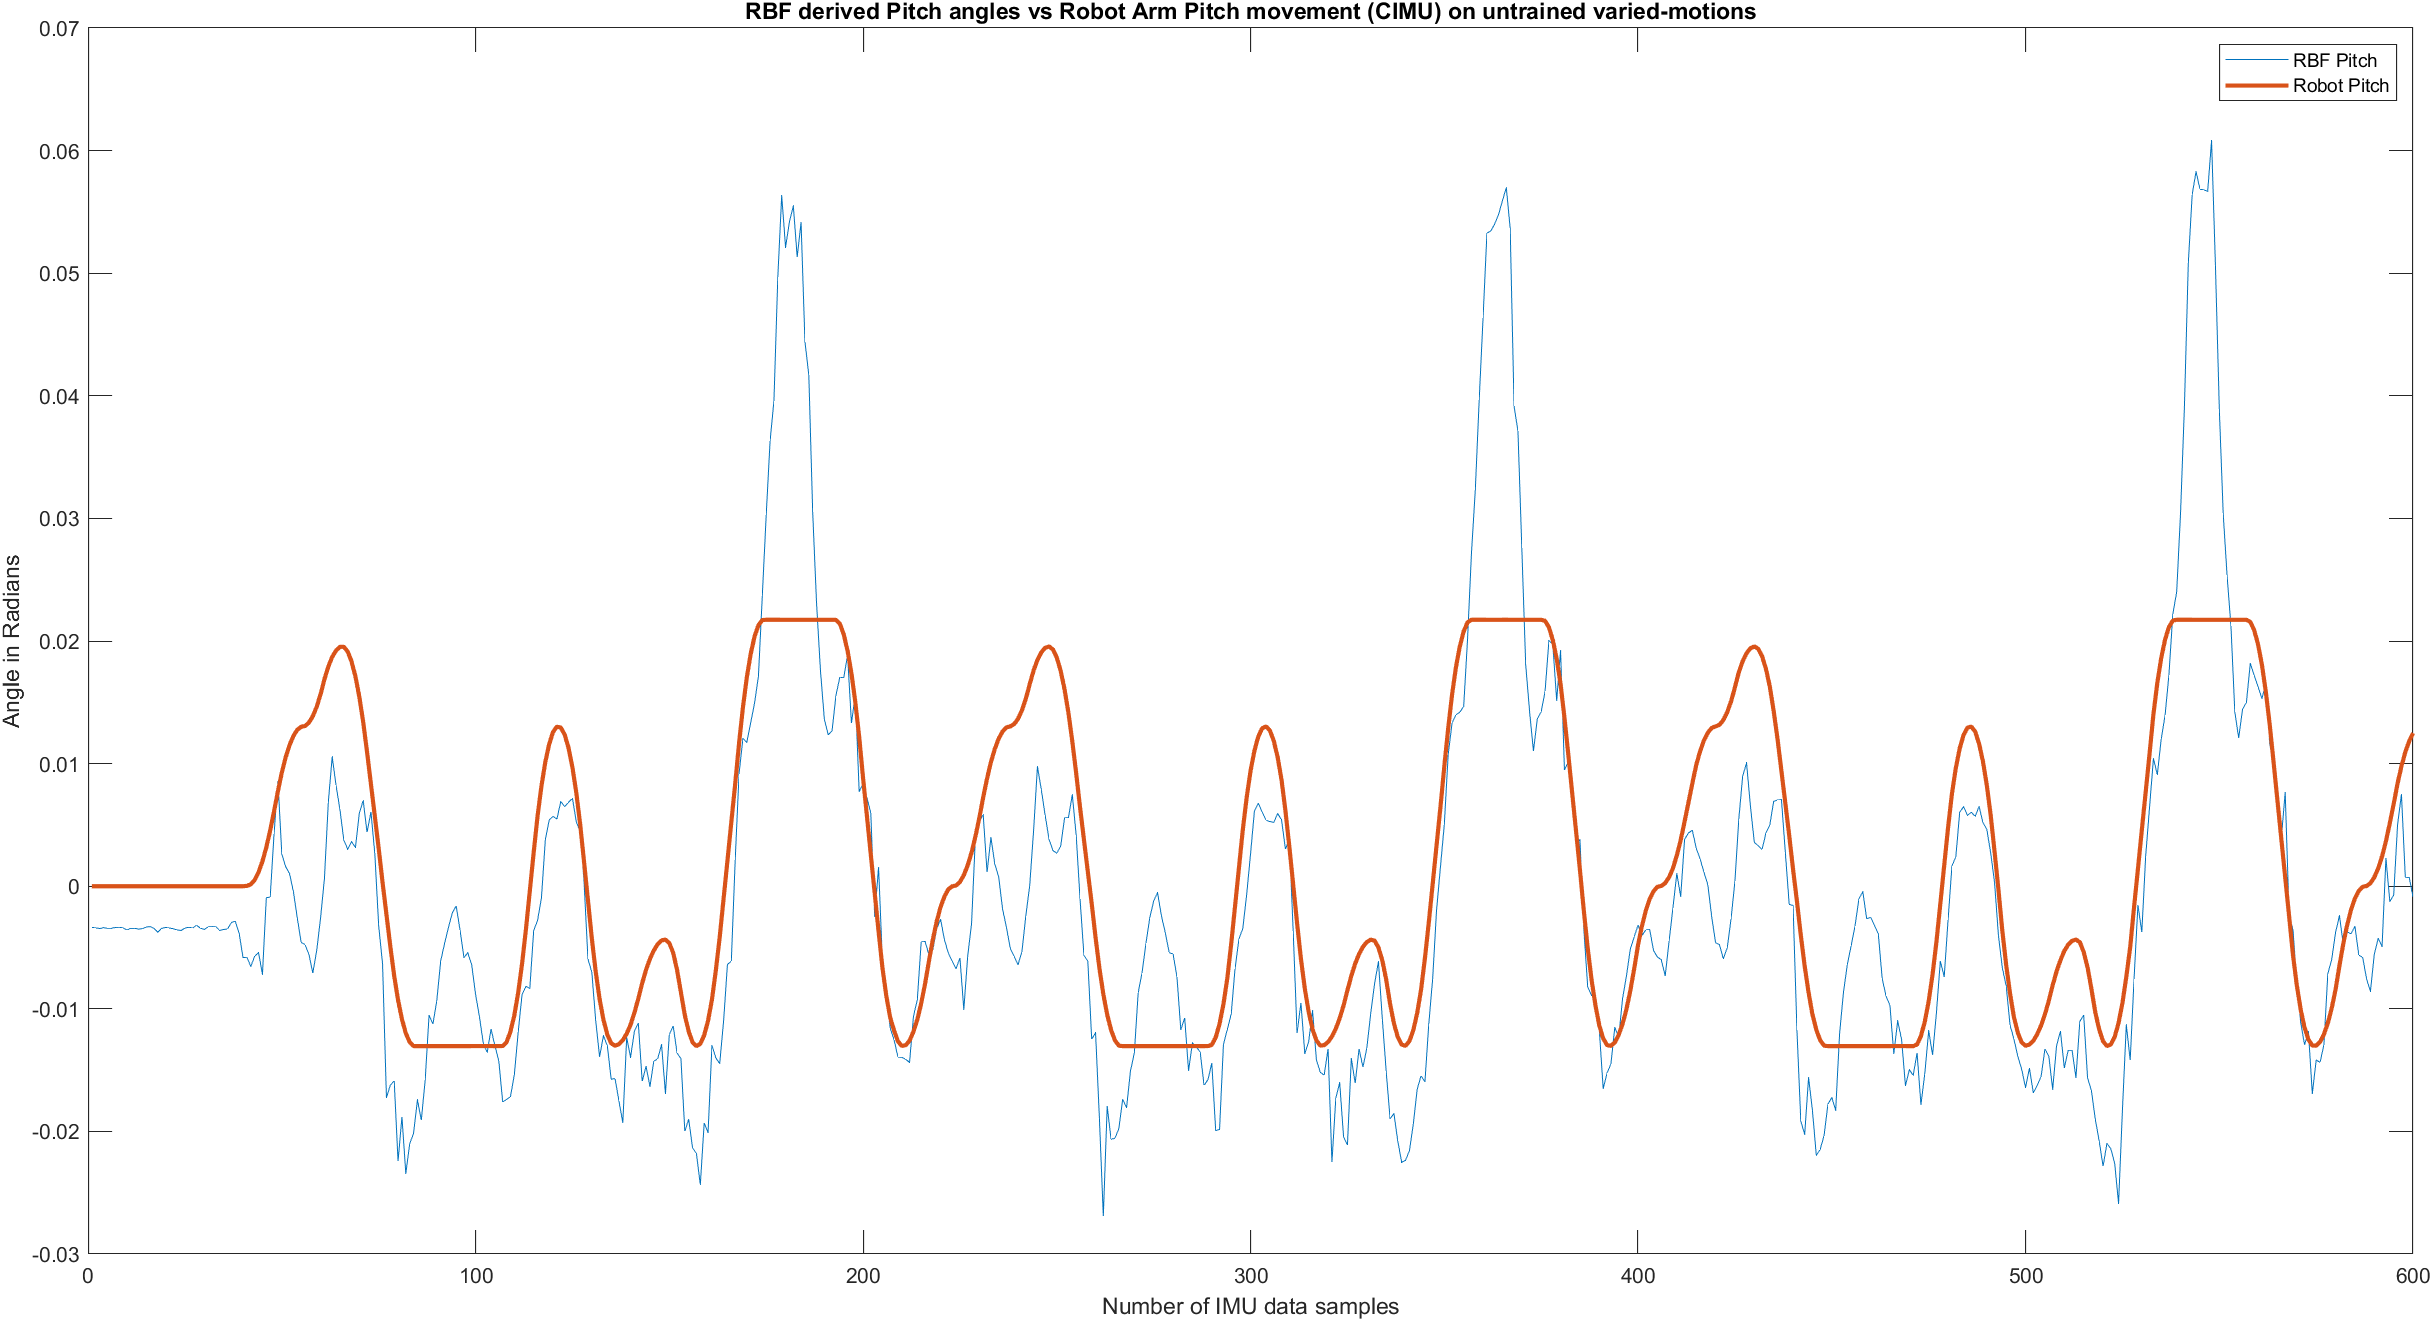 RBF derived Pitch angles vs Robot Arm Pitch movement (CIMU) on untrained varied-motions
0.07
0.06
0.05
0.04
0.03
0.02
0.01
0
-0.01
-0.02
-0.03
Angle in Radians
RBF Pitch
Robot Pitch
0 100 200 300 400 500 600
Number of IMU data samples